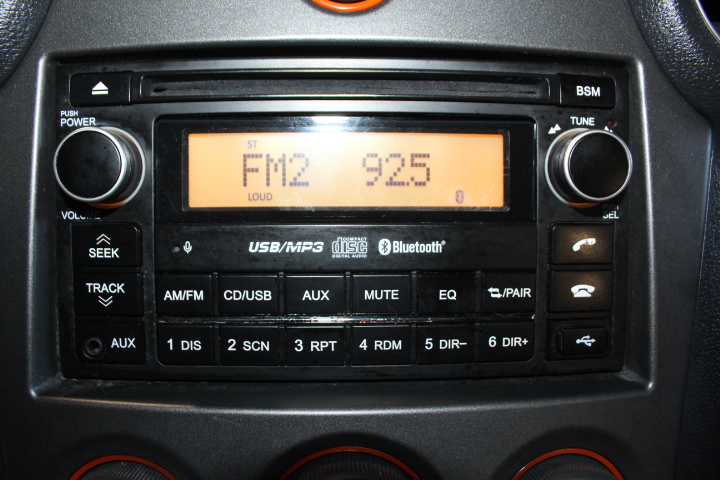 BSM
PUSH
POWER
TUNE
ST
FM2 925
LOUD
VOLUME
SEL
SEEK
USB/MP3 COMPACT disc DIGITAL AUDIO Bluetooth®
TRACK
AM/FM CD/USB AUX MUTE EQ /PAIR
AUX
1 DIS 2 SCN 3 RPT 4 RDM 5 DIR- 6 DIR+